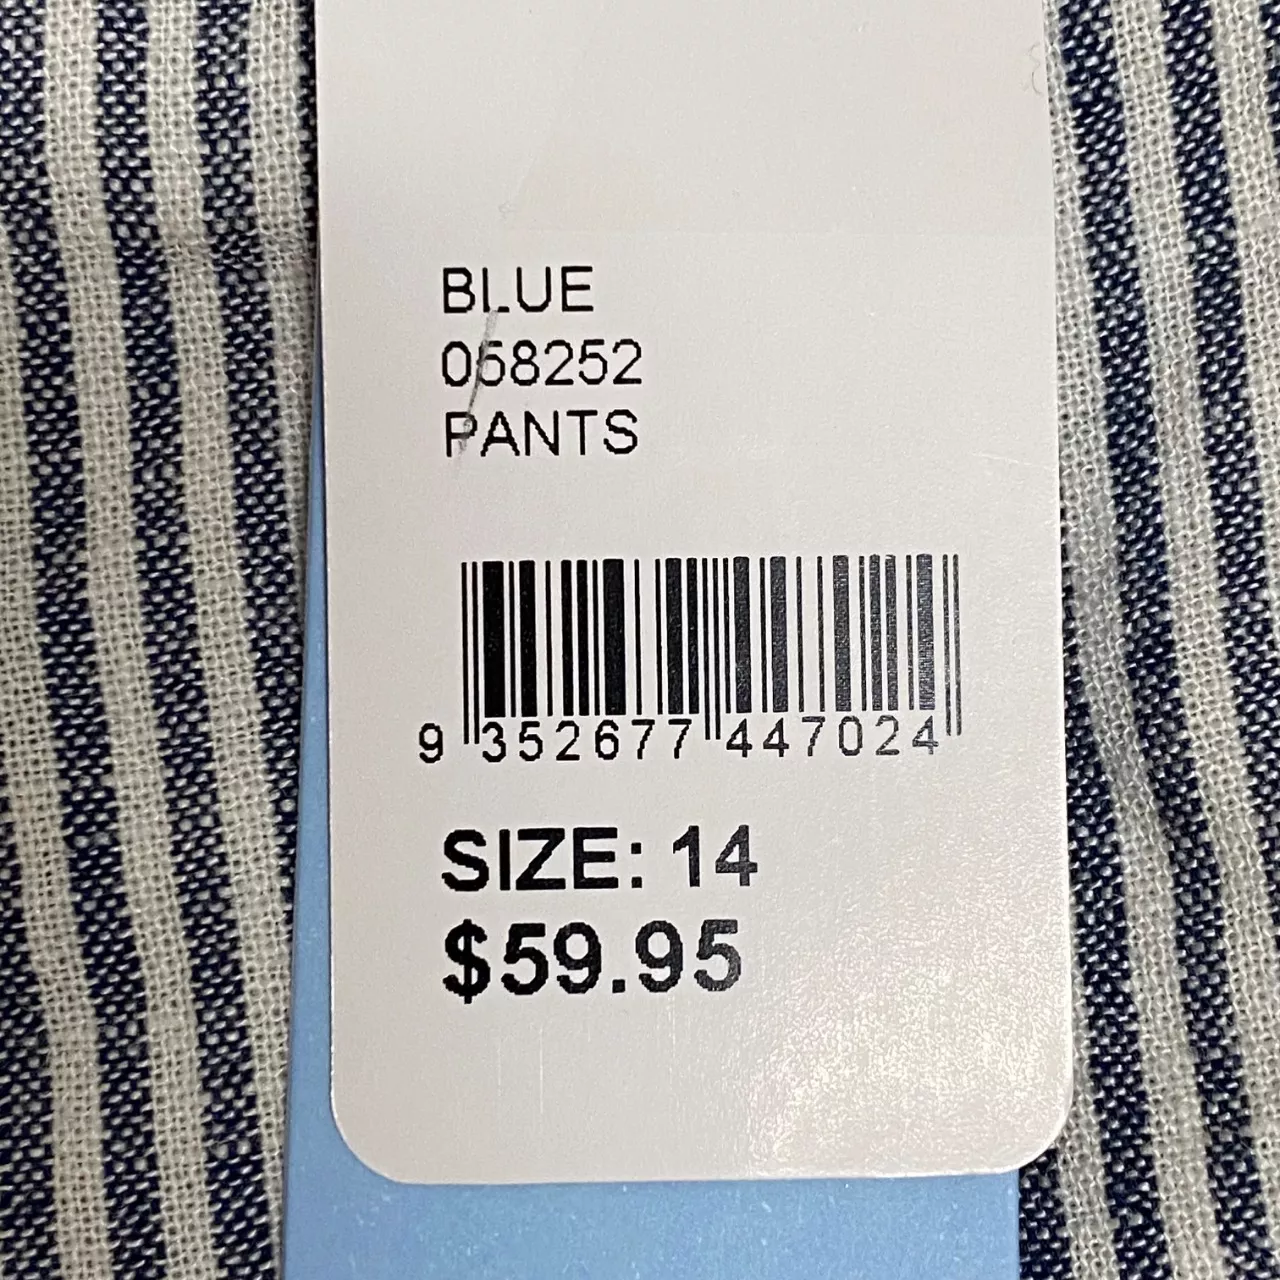 BLUE
058252
PANTS
9 352677 447024
SIZE: 14
$59.95